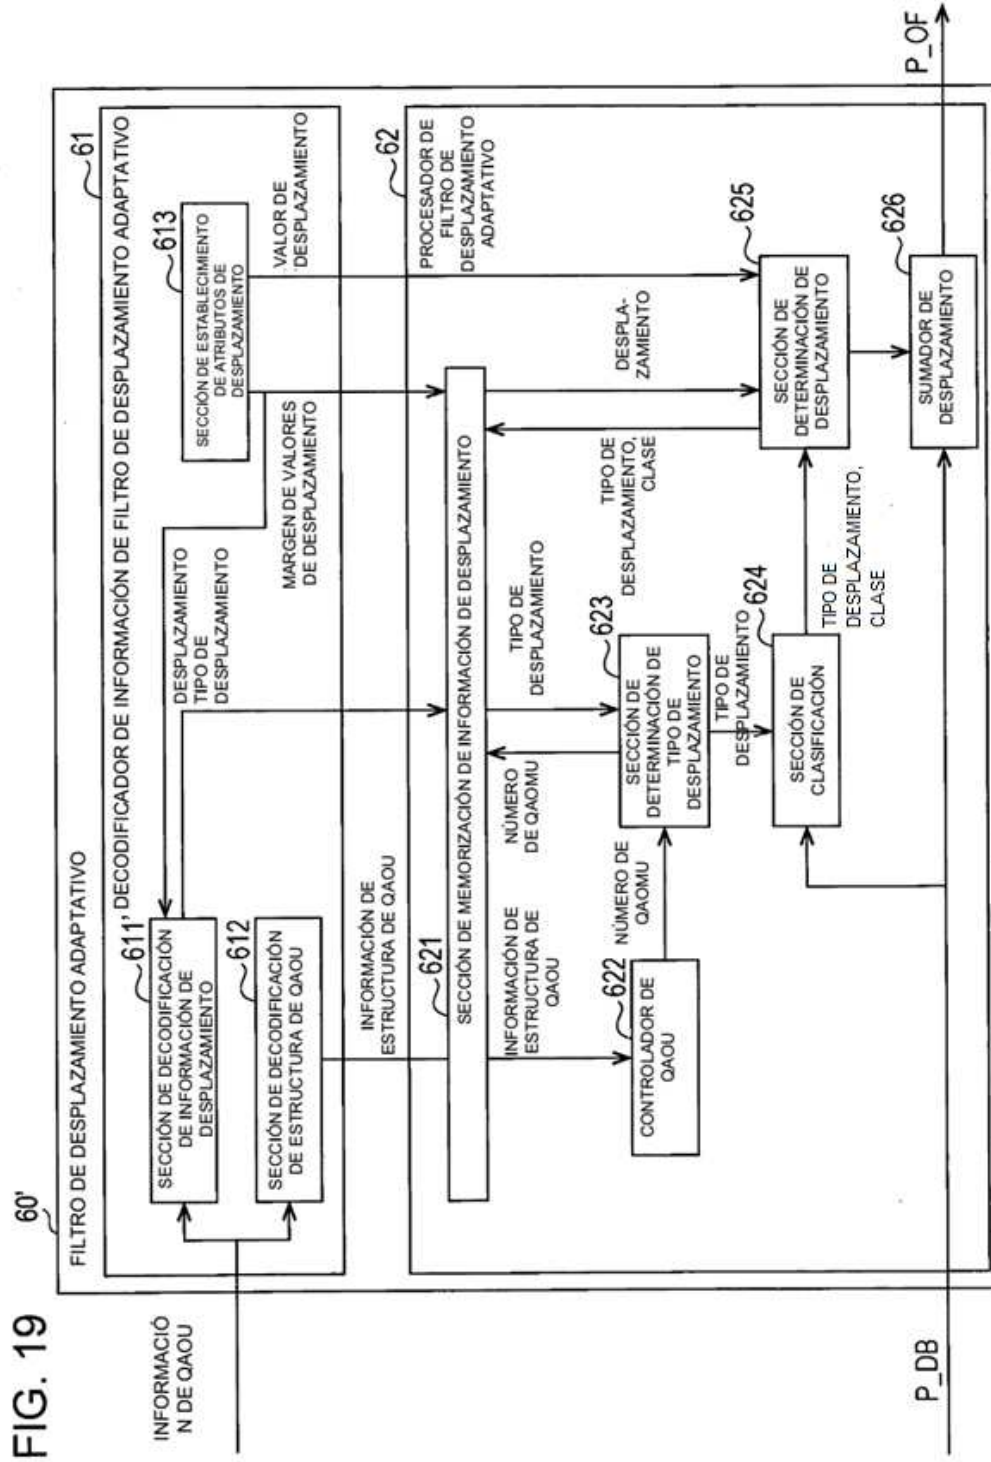 FIG. 19
60'
FILTRO DE DESPLAZAMIENTO ADAPTATIVO
61
, DECODIFICADOR DE INFORMACIÓN DE FILTRO DE DESPLAZAMIENTO ADAPTATIVO
INFORMACIÓ
N DE QAOU
611
SECCIÓN DE DECODIFICACIÓN
DE INFORMACIÓN DE
DESPLAZAMIENTO
612
SECCIÓN DE DECODIFICACIÓN
DE ESTRUCTURA DE QAOU
DESPLAZAMIENTO
TIPO DE
DESPLAZAMIENTO
613
SECCIÓN DE ESTABLECIMIENTO
DE ATRIBUTOS DE
DESPLAZAMIENTO
MARGEN DE VALORES
DE DESPLAZAMIENTO
VALOR DE
DESPLAZAMIENTO
INFORMACIÓN DE
ESTRUCTURA DE QAOU
62
PROCESADOR DE
FILTRO DE
DESPLAZAMIENTO
ADAPTATIVO
621
SECCIÓN DE MEMORIZACIÓN DE INFORMACIÓN DE DESPLAZAMIENTO
INFORMACIÓN DE
ESTRUCTURA DE
QAOU
NÚMERO
DE QAOMU
TIPO DE
DESPLAZAMIENTO
TIPO DE
DESPLAZAMIENTO,
CLASE
DESPLA-
ZAMIENTO
622
CONTROLADOR DE
QAOU
NÚMERO DE
QAOMU
623
SECCIÓN DE
DETERMINACIÓN DE
TIPO DE
DESPLAZAMIENTO
TIPO DE
DESPLAZAMIENTO
624
SECCIÓN DE
CLASIFICACIÓN
TIPO DE
DESPLAZAMIENTO,
CLASE
625
SECCIÓN DE
DETERMINACIÓN DE
DESPLAZAMIENTO
626
SUMADOR DE
DESPLAZAMIENTO
P_DB
P_OF